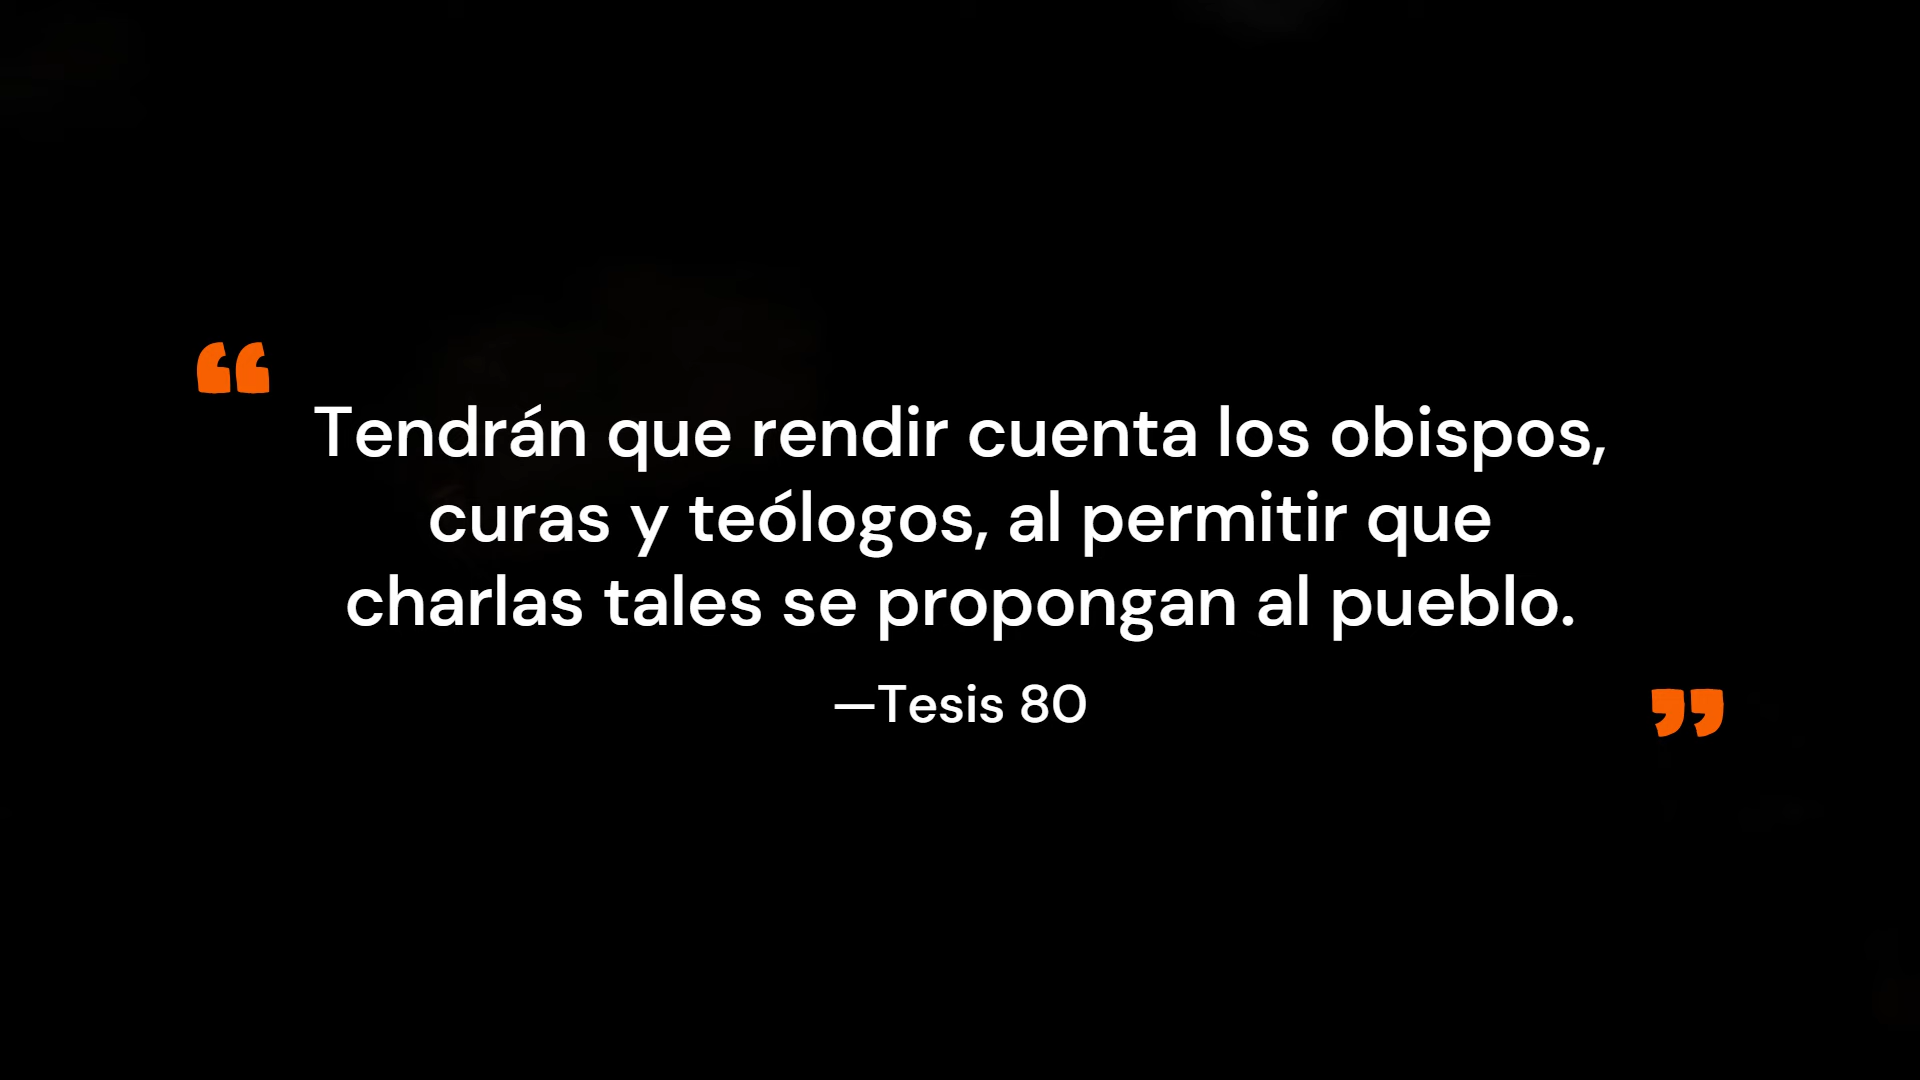 “
Tendrán que rendir cuenta los obispos,
curas y teólogos, al permitir que
charlas tales se propongan al pueblo.
—Tesis 80
”